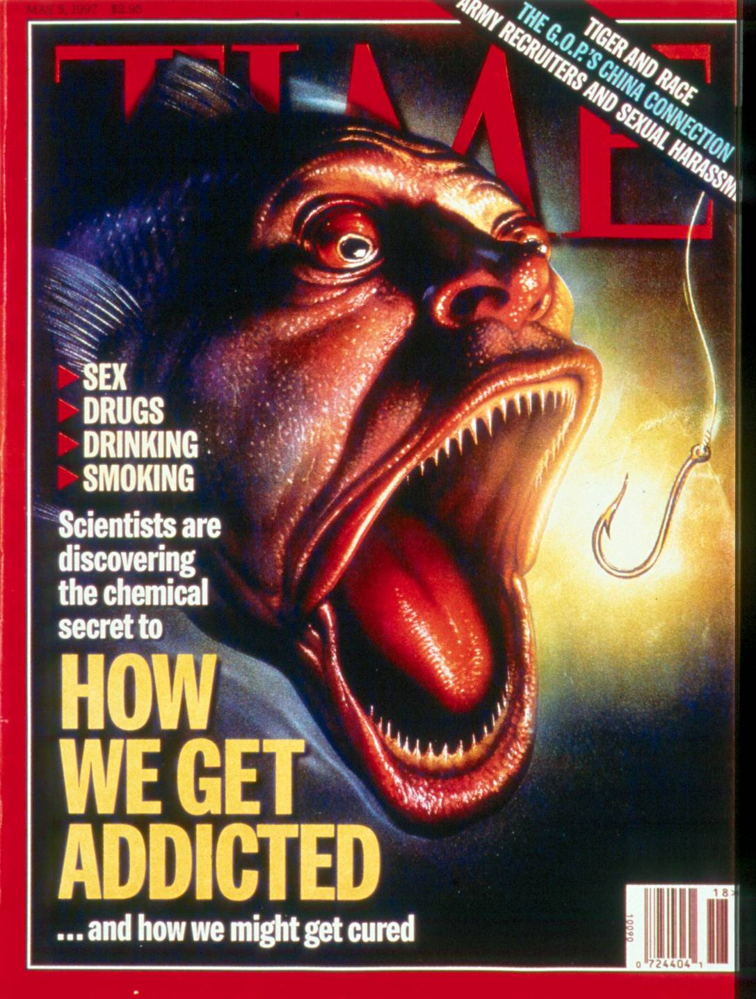 MAY 5, 1997 $2.95
TIME
TIGER AND RACE
THE G.O.P.'S CHINA CONNECTION
ARMY RECRUITERS AND SEXUAL HARASSM
SEX
DRUGS
DRINKING
SMOKING
Scientists are
discovering
the chemical
secret to
HOW
WE GET
ADDICTED
...and how we might get cured
18>
10090
0 724404 1